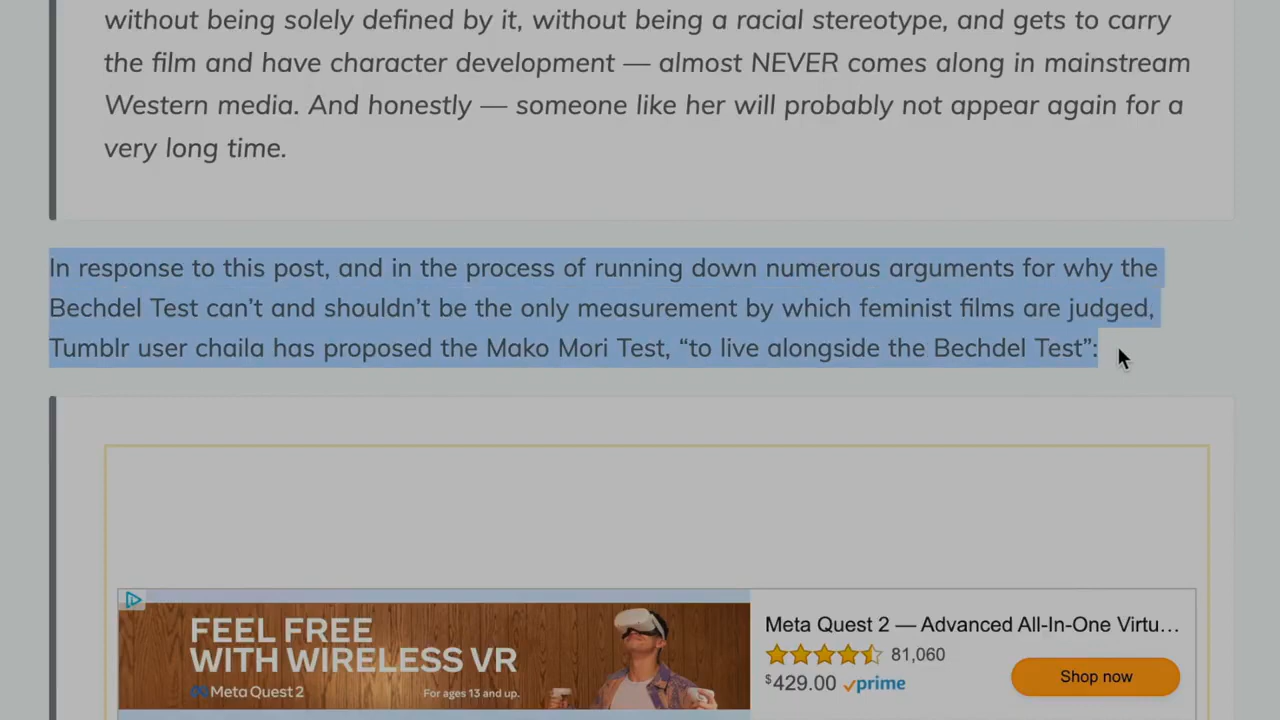 without being solely defined by it, without being a racial stereotype, and gets to carry
the film and have character development — almost NEVER comes along in mainstream
Western media. And honestly — someone like her will probably not appear again for a
very long time.
In response to this post, and in the process of running down numerous arguments for why the
Bechdel Test can’t and shouldn’t be the only measurement by which feminist films are judged,
Tumblr user chaila has proposed the Mako Mori Test, “to live alongside the Bechdel Test”:
FEEL FREE
WITH WIRELESS VR
Meta Quest 2
For ages 13 and up.
Meta Quest 2 — Advanced All-In-One Virtu…
81,060
$429.00 prime
Shop now